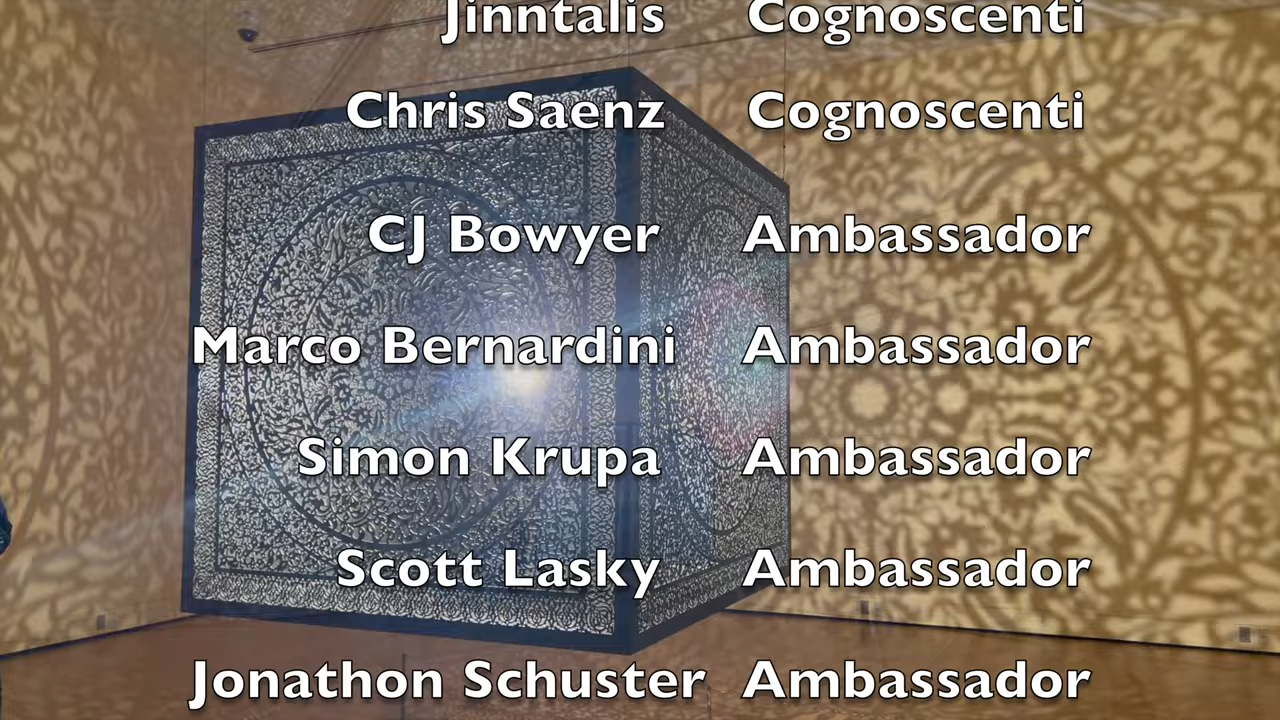 Jinntalis Cognoscenti
Chris Saenz Cognoscenti
CJ Bowyer Ambassador
Marco Bernardini Ambassador
Simon Krupa Ambassador
Scott Lasky Ambassador
Jonathon Schuster Ambassador